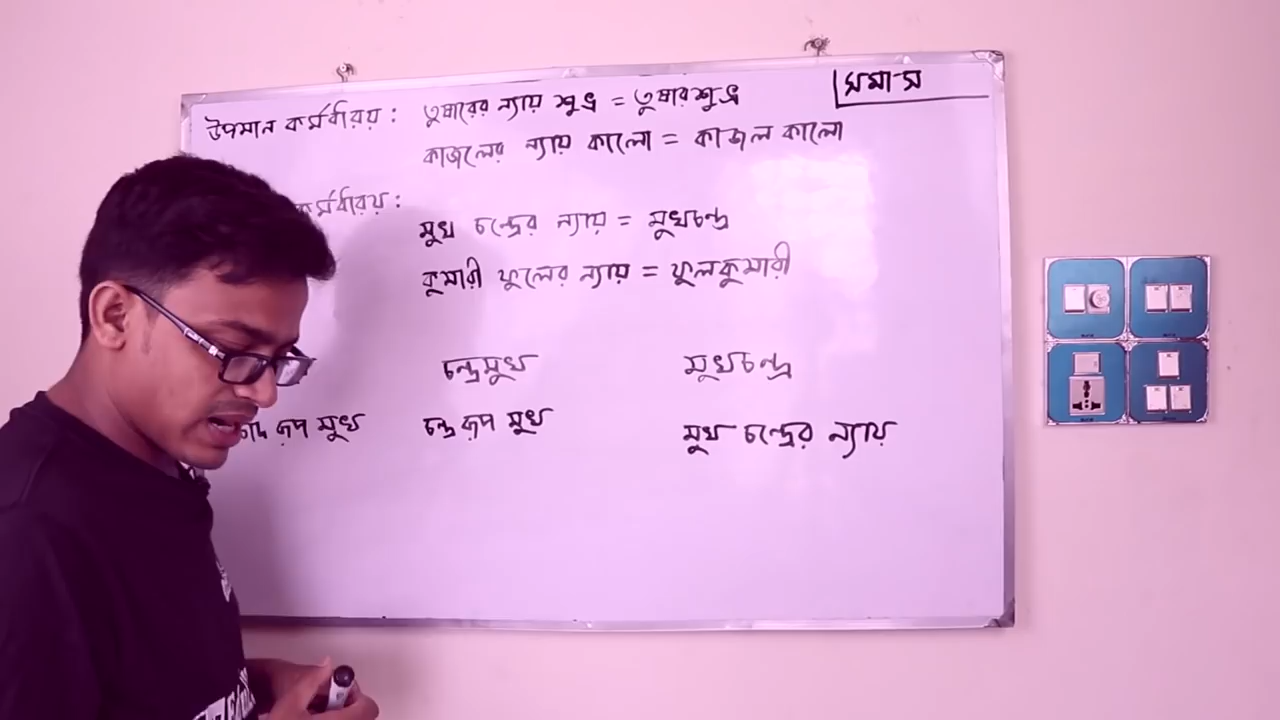 সমাস
উপমান কর্মধারয় : তুষারের ন্যায় শুভ্র = তুষারশুভ্র
কাজলের ন্যায় কালো = কাজল কালো
কর্মধারয় :
মুখ চন্দ্রের ন্যায় = মুখচন্দ্র
কুমারী ফুলের ন্যায় = ফুলকুমারী
চন্দ্রমুখ মুখচন্দ্র
রূপ মুখ চন্দ্র রূপ মুখ মুখ চন্দ্রের ন্যায়